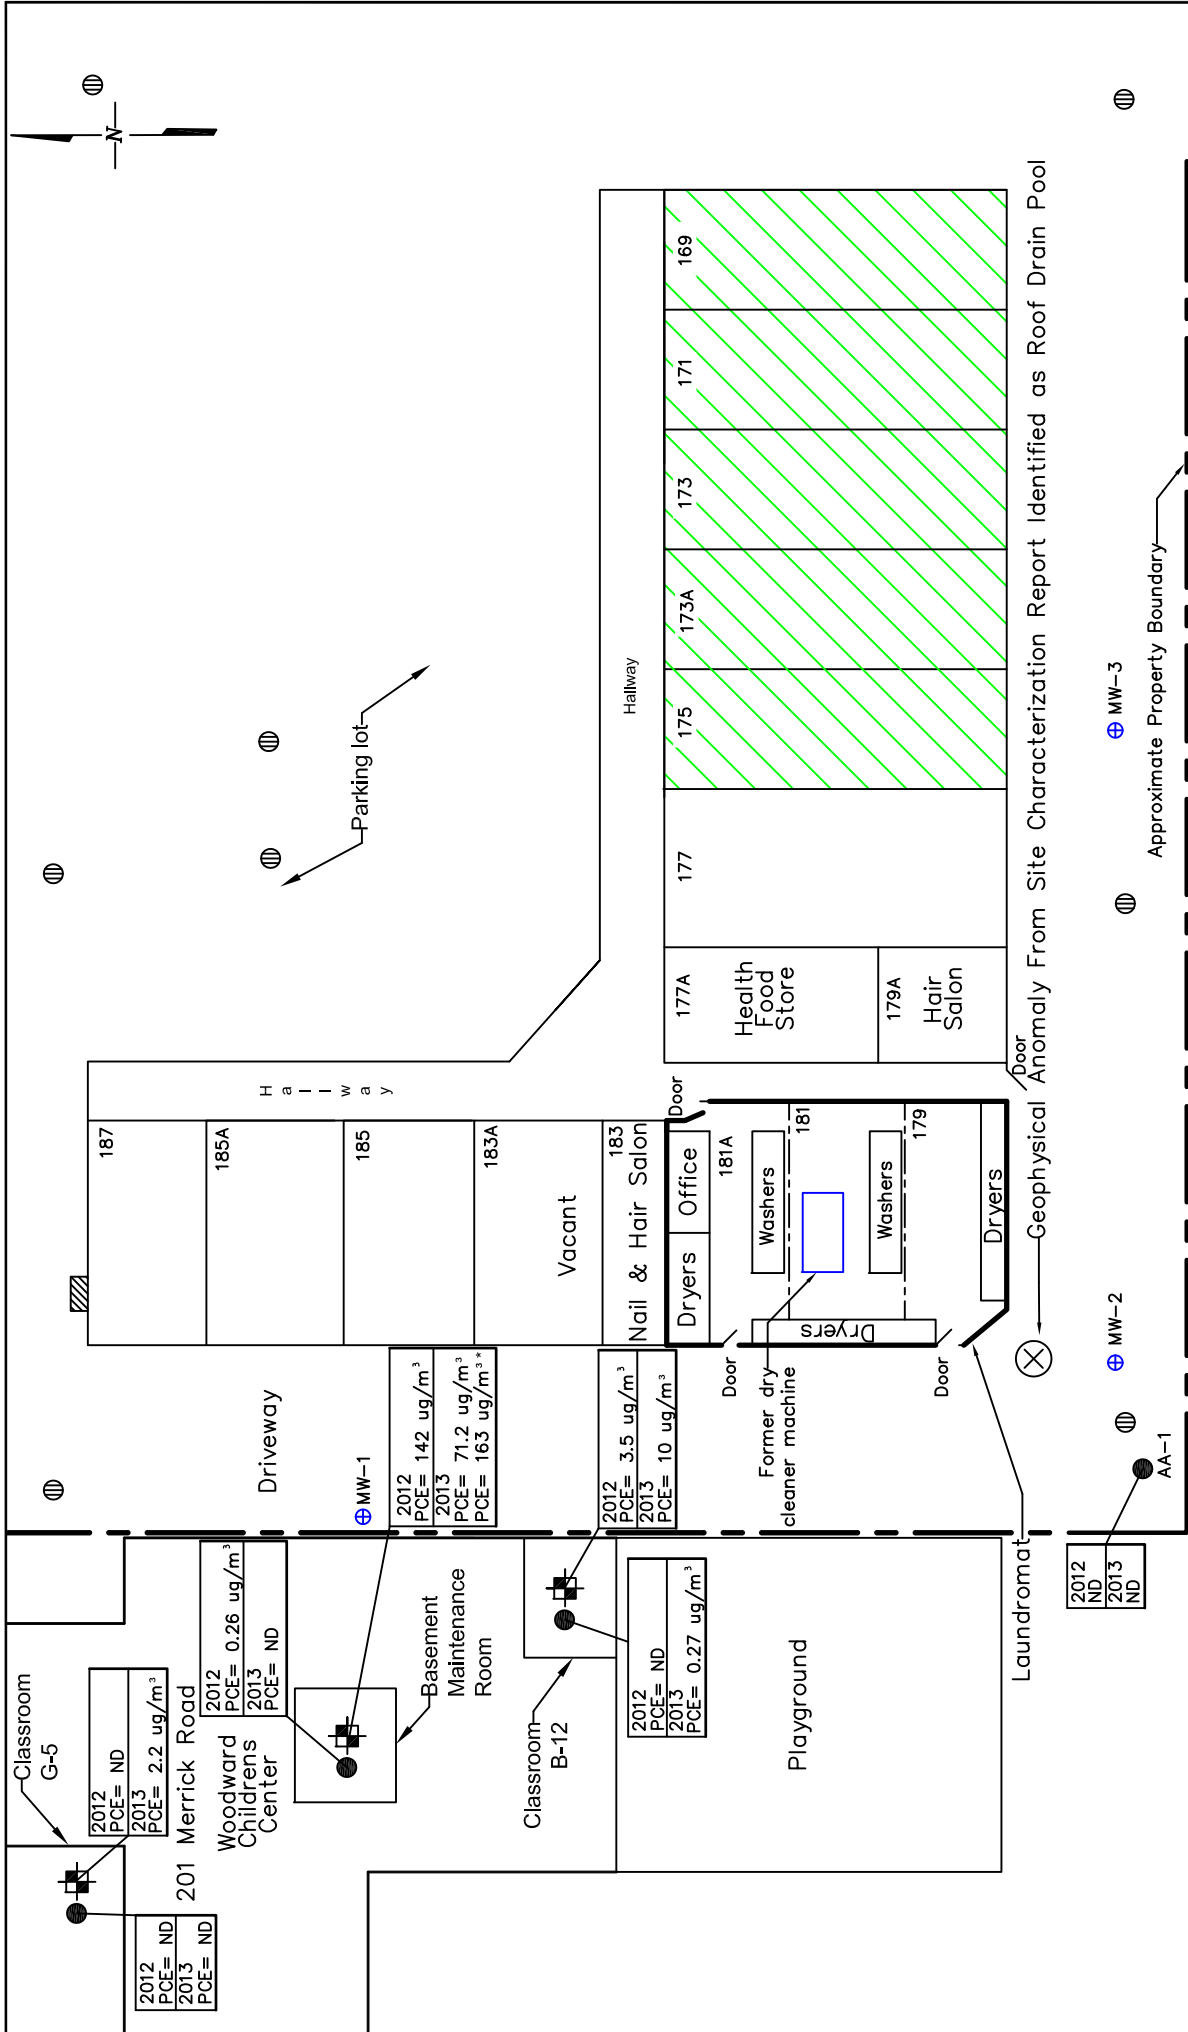 N
Classroom
G-5
2012
PCE= ND
2013
PCE= 2.2 ug/m³
2012
PCE= ND
2013
PCE= ND
201 Merrick Road
Woodward
Childrens
Center
2012
PCE= 0.26 ug/m³
2013
PCE= ND
Basement
Maintenance
Room
2012
PCE= 142 ug/m³
2013
PCE= 71.2 ug/m³
PCE= 163 ug/m³*
Classroom
B-12
2012
PCE= 3.5 ug/m³
2013
PCE= 10 ug/m³
2012
PCE= ND
2013
PCE= 0.27 ug/m³
Playground
Driveway
MW-1
187
185A
185
183A
Vacant
183
Nail & Hair Salon
Hallway
Parking lot
Hallway
Door
Dryers
Office
181A
Washers
181
Washers
179
Dryers
Dryers
Door
Former dry
cleaner machine
Door
Door
Laundromat
177A
Health
Food
Store
179A
Hair
Salon
177
175
173A
173
171
169
Geophysical Anomaly From Site Characterization Report Identified as Roof Drain Pool
2012
ND
2013
ND
AA-1
MW-2
MW-3
Approximate Property Boundary